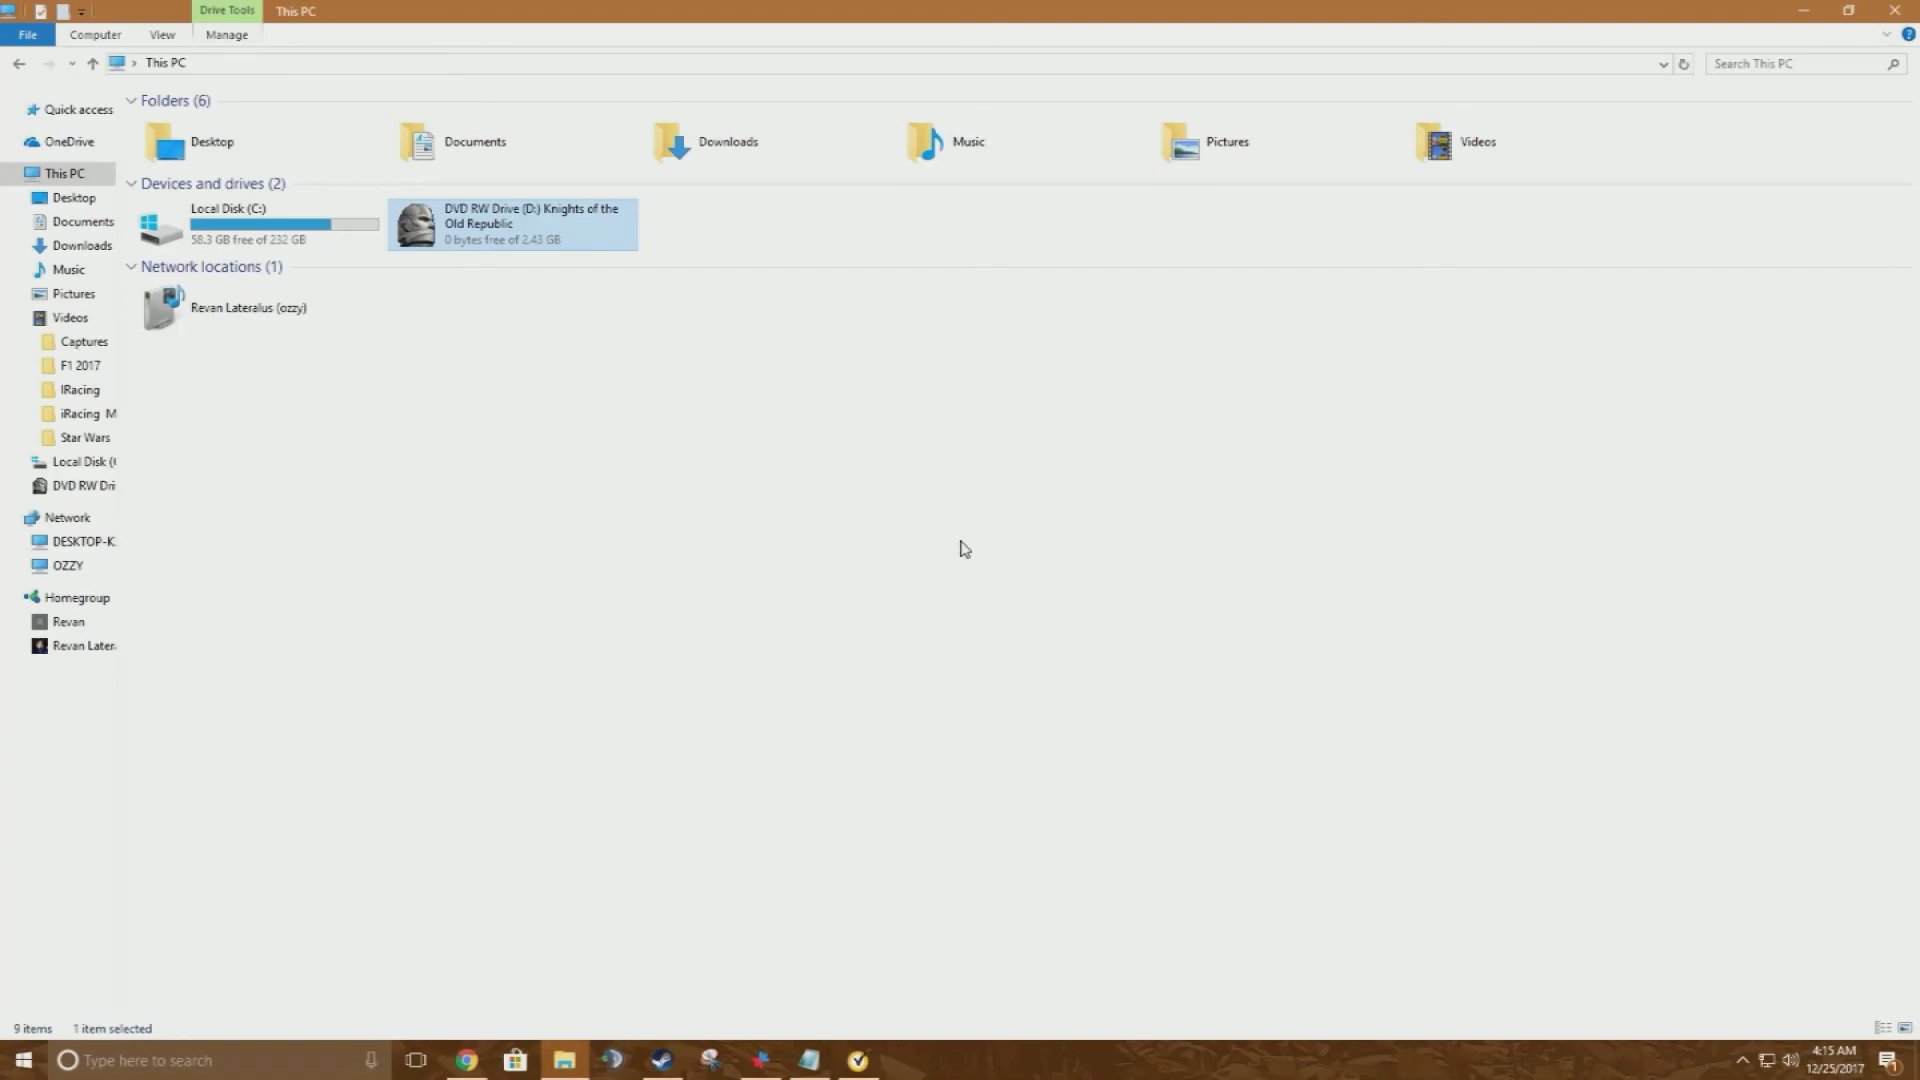 Drive Tools
This PC
File
Computer
View
Manage
This PC
Search This PC
Quick access
OneDrive
This PC
Desktop
Documents
Downloads
Music
Pictures
Videos
Captures
F1 2017
IRacing
iRacing M
Star Wars
Local Disk (
DVD RW Dri
Network
DESKTOP-K
OZZY
Homegroup
Revan
Revan Later
Folders (6)
Desktop
Documents
Downloads
Music
Pictures
Videos
Devices and drives (2)
Local Disk (C:)
58.3 GB free of 232 GB
DVD RW Drive (D:) Knights of the
Old Republic
0 bytes free of 2.43 GB
Network locations (1)
Revan Lateralus (ozzy)
9 items
1 item selected
Type here to search
4:15 AM
12/25/2017
1